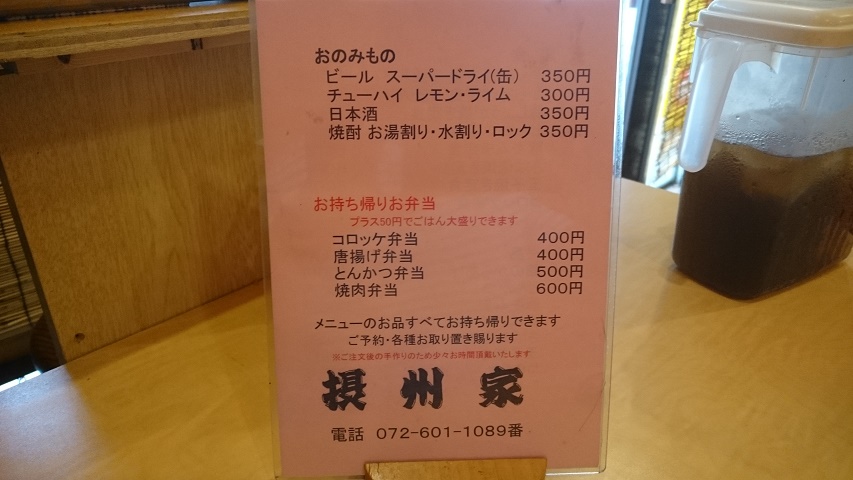 おのみもの
ビール スーパードライ(缶) 350円
チューハイ レモン・ライム 300円
日本酒 350円
焼酎 お湯割り・水割り・ロック 350円
お持ち帰りお弁当
プラス50円でごはん大盛りできます
コロッケ弁当 400円
唐揚げ弁当 400円
とんかつ弁当 500円
焼肉弁当 600円
メニューのお品すべてお持ち帰りできます
ご予約・各種お取り置き賜ります
※ご注文後の手作りのため少々お時間頂戴いたします
摂州家
電話 072-601-1089番